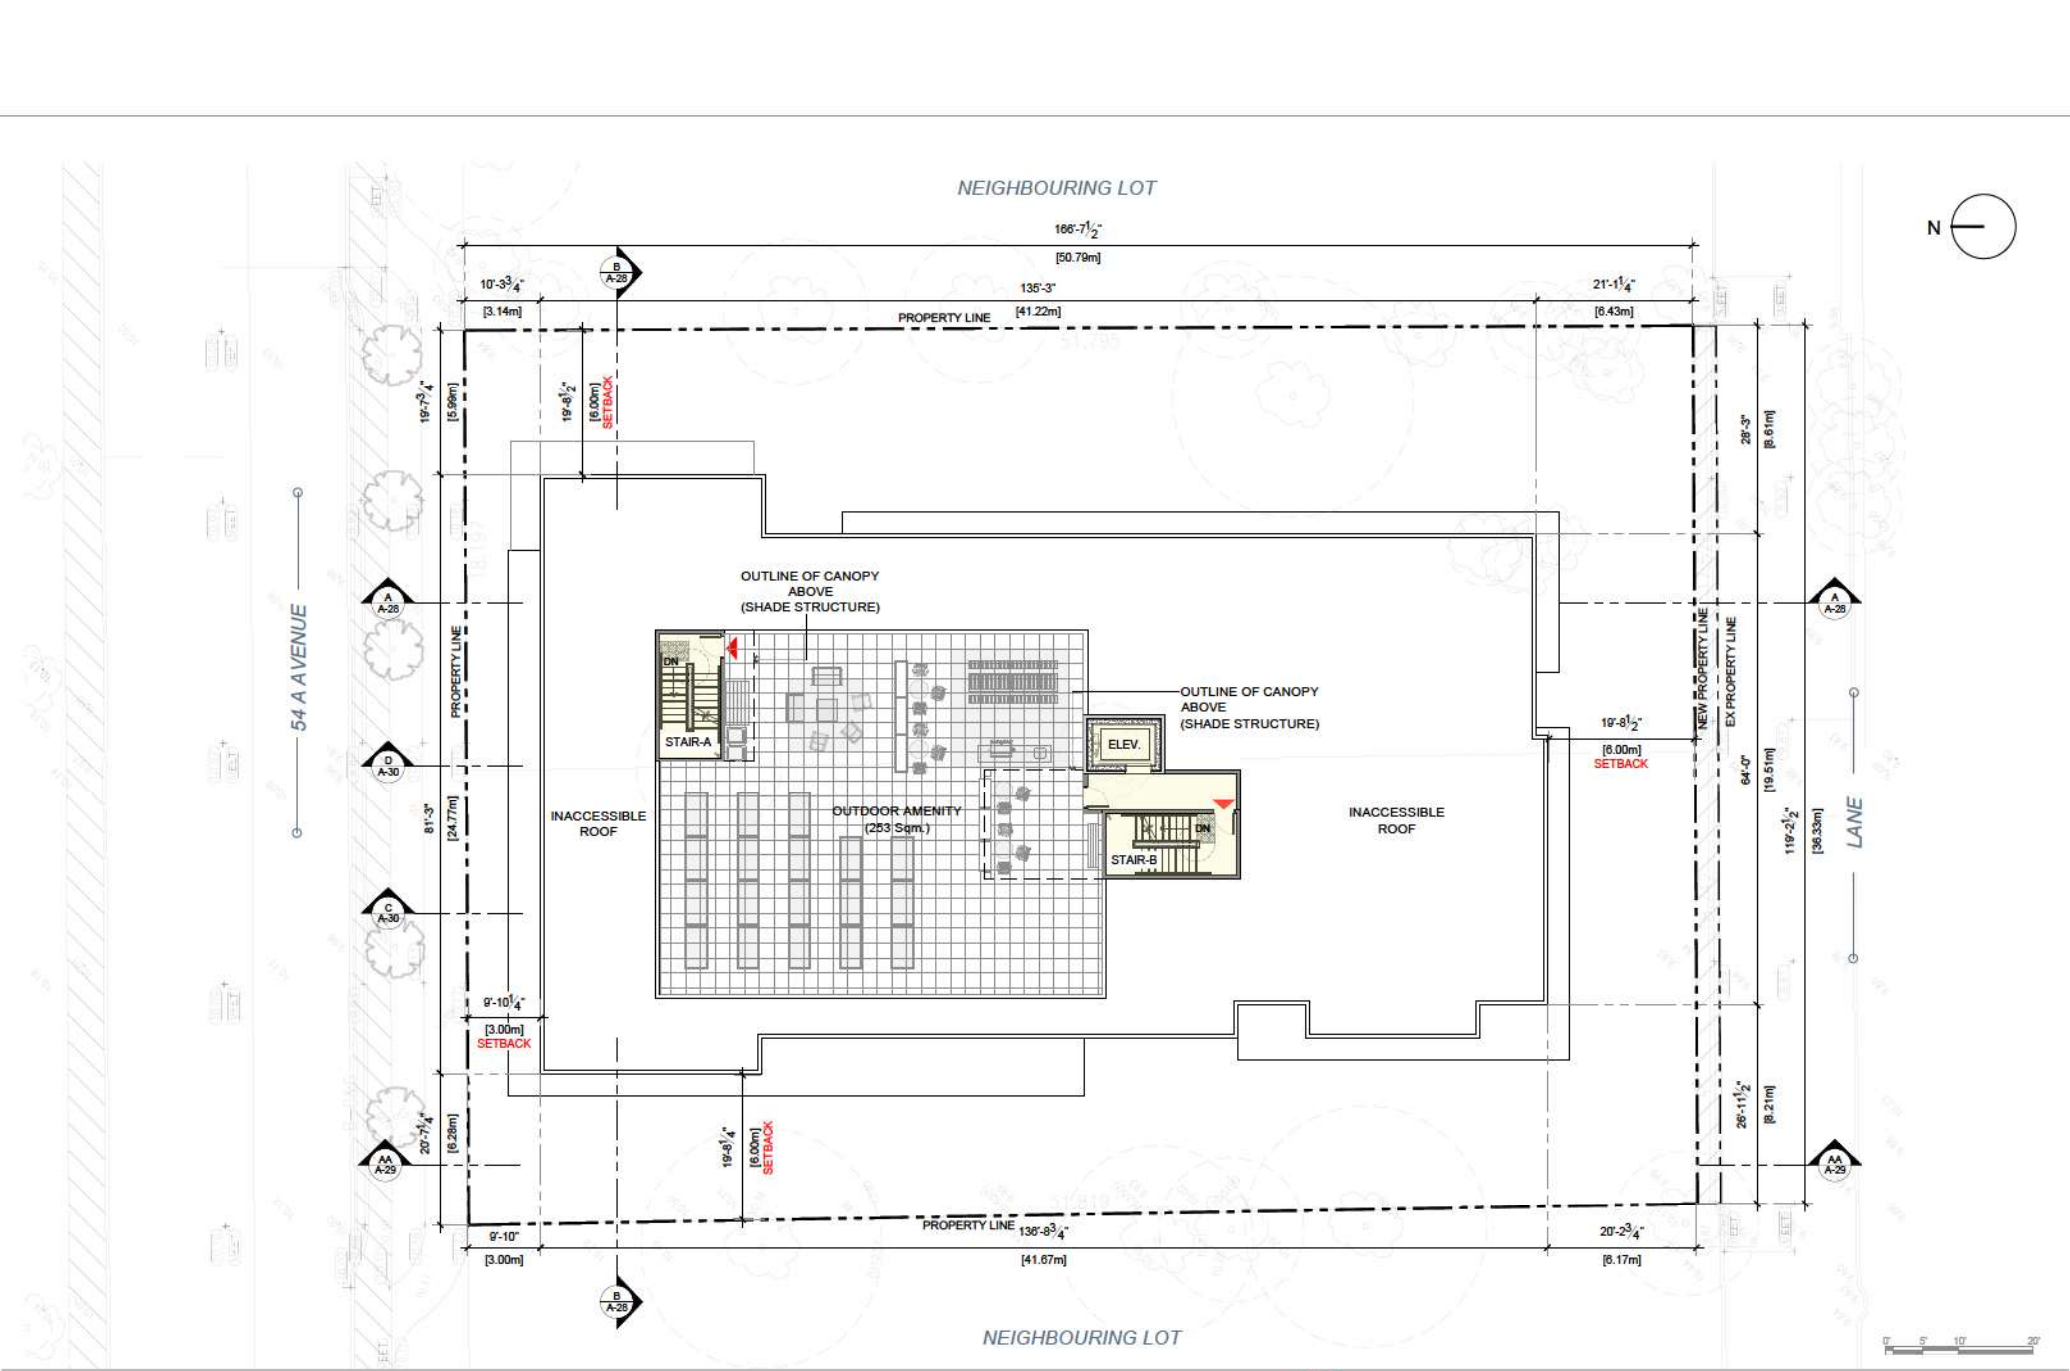 NEIGHBOURING LOT
166'-7½"
[50.79m]
N
B
A-28
10'-3¾"
[3.14m]
135'-3"
[41.22m]
21'-1¼"
[6.43m]
PROPERTY LINE
19'-7¾"
[5.99m]
19'-8½"
[6.00m]
SETBACK
28'-3"
[8.61m]
OUTLINE OF CANOPY
ABOVE
(SHADE STRUCTURE)
A
A-28
A
A-28
54 A AVENUE
PROPERTY LINE
NEW PROPERTY LINE
EX PROPERTY LINE
DN
STAIR-A
OUTLINE OF CANOPY
ABOVE
(SHADE STRUCTURE)
ELEV.
19'-8½"
[6.00m]
SETBACK
D
A-30
64'-0"
[19.51m]
119'-2½"
[36.33m]
LANE
81'-3"
[24.77m]
INACCESSIBLE
ROOF
OUTDOOR AMENITY
(253 Sqm.)
DN
STAIR-B
INACCESSIBLE
ROOF
C
A-30
9'-10¼"
[3.00m]
SETBACK
20'-7¼"
[6.28m]
19'-8¼"
[6.00m]
SETBACK
26'-11½"
[8.21m]
AA
A-29
AA
A-29
PROPERTY LINE
9'-10"
[3.00m]
136'-8¾"
[41.67m]
20'-2¾"
[6.17m]
B
A-28
NEIGHBOURING LOT
0' 5' 10' 20'